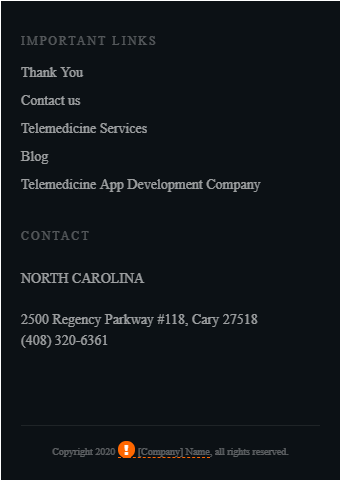 IMPORTANT LINKS
Thank You
Contact us
Telemedicine Services
Blog
Telemedicine App Development Company
CONTACT
NORTH CAROLINA
2500 Regency Parkway #118, Cary 27518
(408) 320-6361
Copyright 2020 ! [Company] Name, all rights reserved.